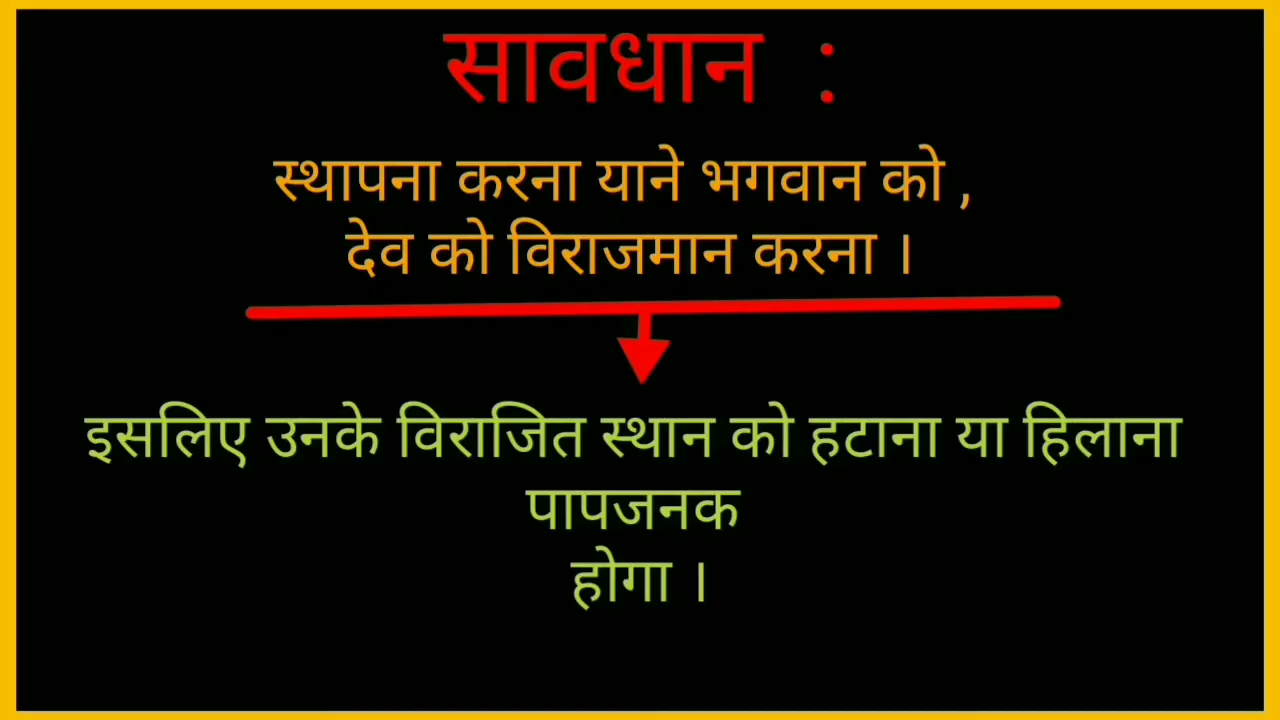 सावधान :
स्थापना करना याने भगवान को ,
देव को विराजमान करना ।
इसलिए उनके विराजित स्थान को हटाना या हिलाना
पापजनक
होगा ।